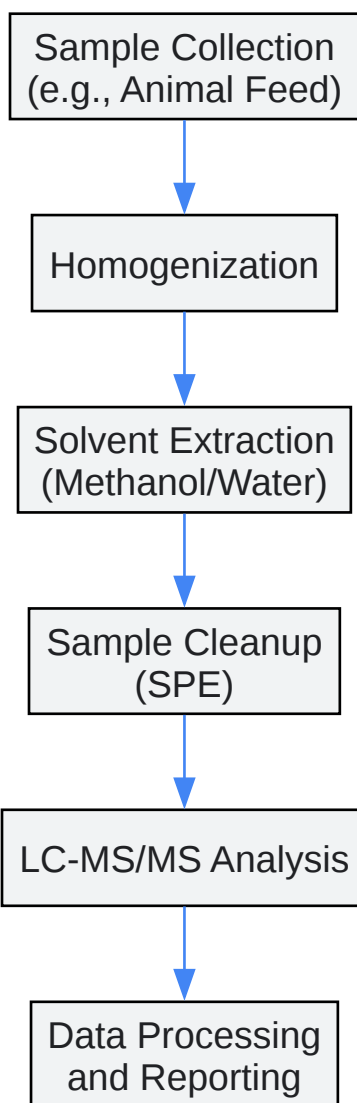 Sample Collection
(e.g., Animal Feed)
Homogenization
Solvent Extraction
(Methanol/Water)
Sample Cleanup
(SPE)
LC-MS/MS Analysis
Data Processing
and Reporting